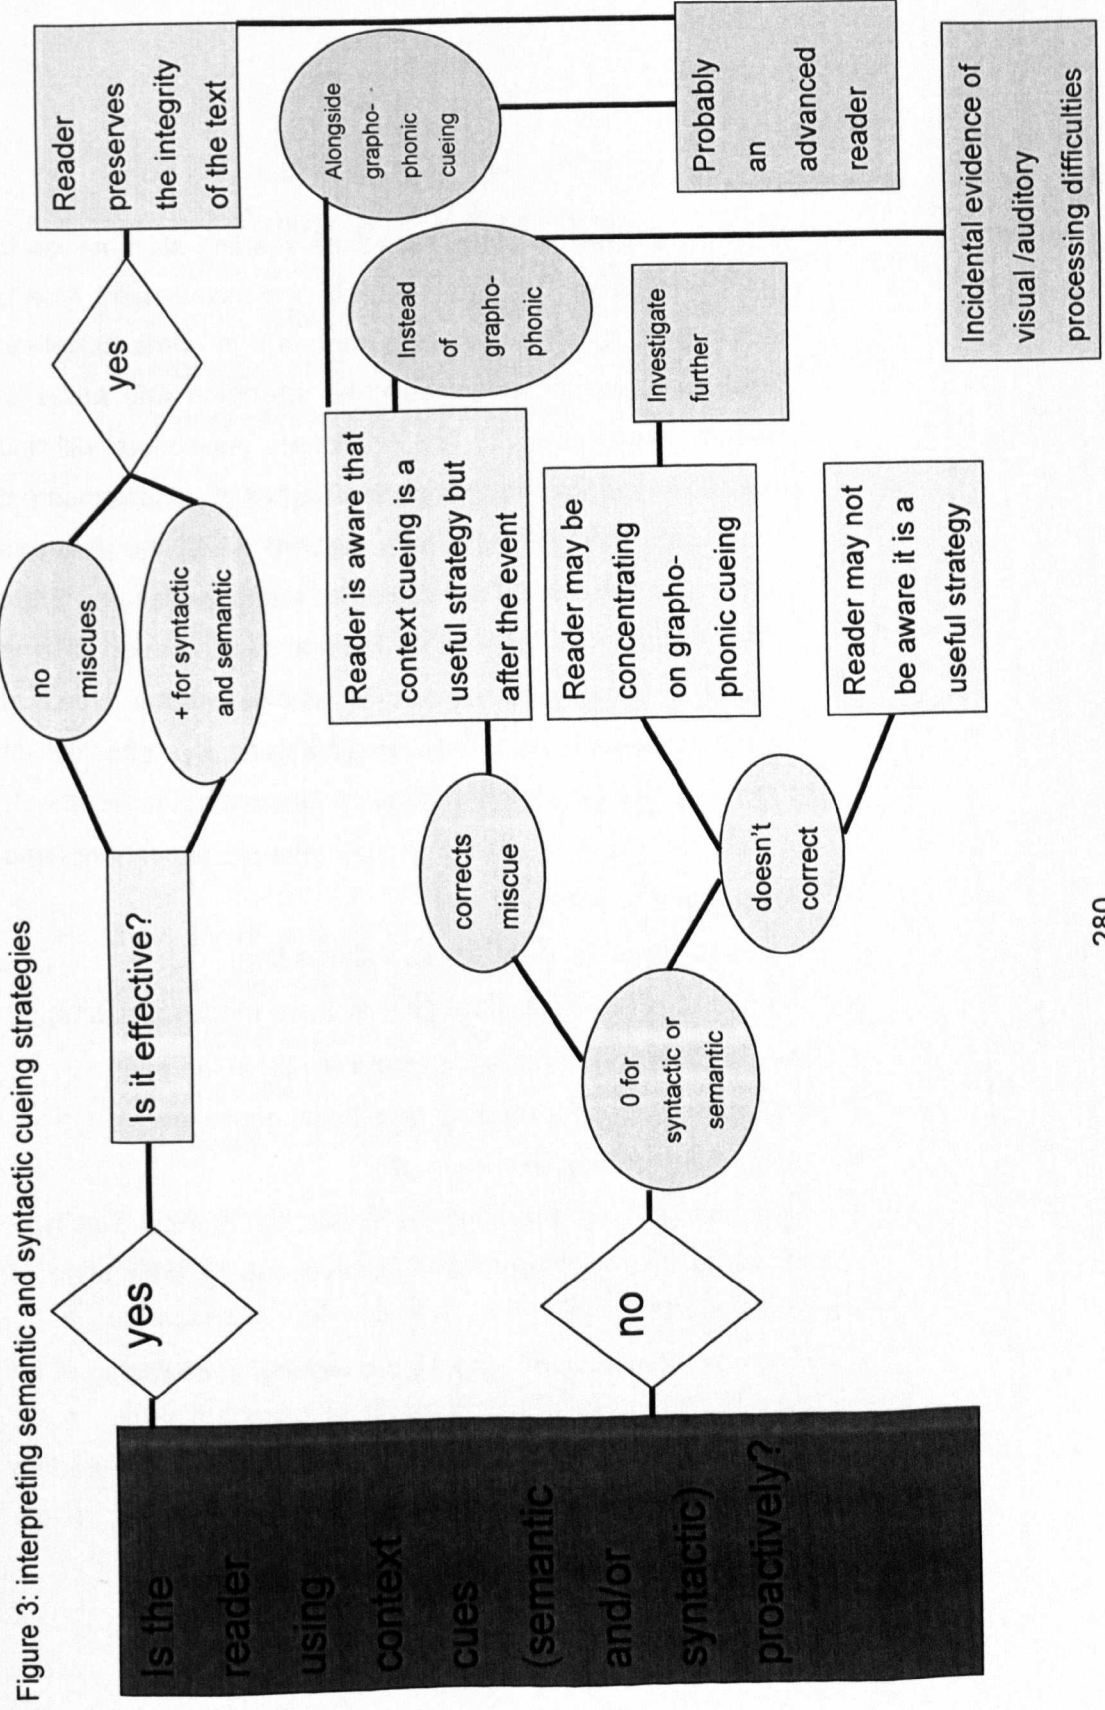 Figure 3: interpreting semantic and syntactic cueing strategies
Is the
reader
using
context
cues
(semantic
and/or
syntactic)
proactively?
yes
Is it effective?
no
miscues
+ for syntactic
and semantic
yes
Reader
preserves
the integrity
of the text
no
0 for
syntactic or
semantic
corrects
miscue
Reader is aware that
context cueing is a
useful strategy but
after the event
Alongside
grapho-
phonic
cueing
Instead
of
grapho-
phonic
Probably
an
advanced
reader
Incidental evidence of
visual /auditory
processing difficulties
doesn't
correct
Reader may be
concentrating
on grapho-
phonic cueing
Investigate
further
Reader may not
be aware it is a
useful strategy
280